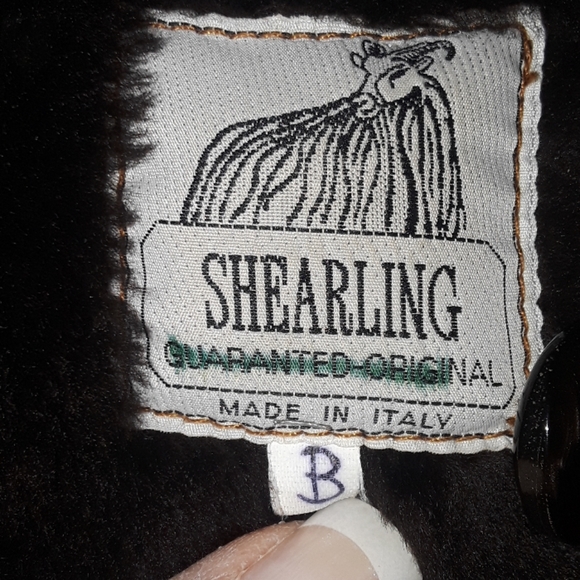 SHEARLING
GUARANTED ORIGINAL
MADE IN ITALY
B